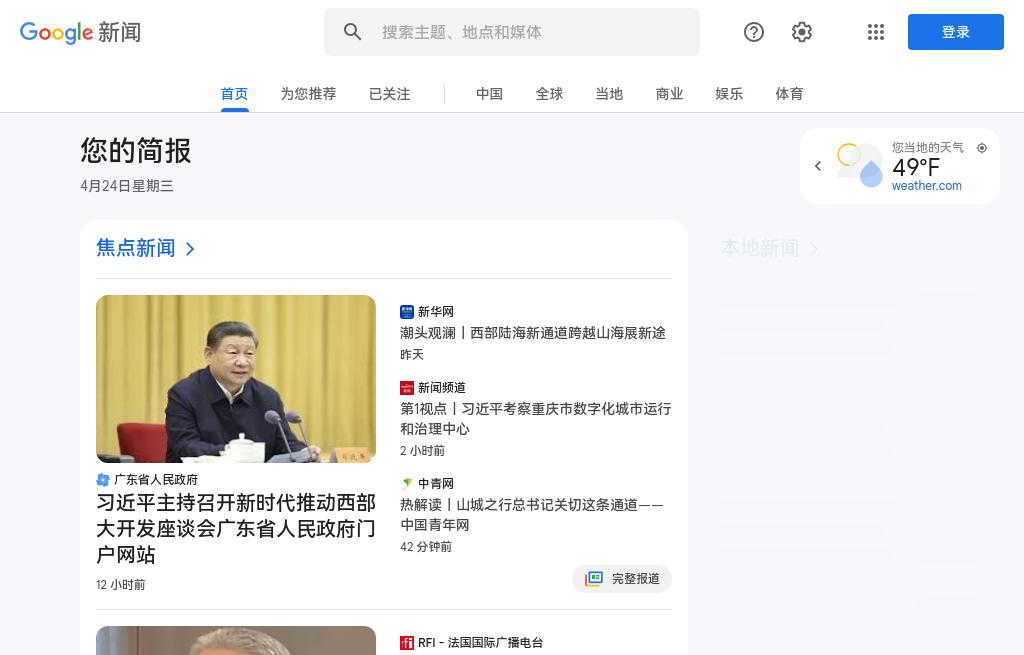 Google 新闻
搜索主题、地点和媒体
登录
首页
为您推荐
已关注
中国
全球
当地
商业
娱乐
体育
您的简报
4月24日星期三
您当地的天气
49°F
weather.com
焦点新闻
本地新闻
广东省人民政府
习近平主持召开新时代推动西部
大开发座谈会广东省人民政府门
户网站
12 小时前
新华网
潮头观澜丨西部陆海新通道跨越山海展新途
昨天
新闻频道
第1视点丨习近平考察重庆市数字化城市运行
和治理中心
2 小时前
中青网
热解读丨山城之行总书记关切这条通道——
中国青年网
42 分钟前
完整报道
RFI - 法国国际广播电台